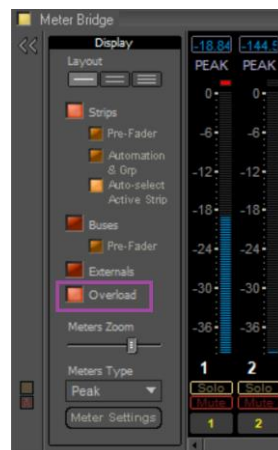 Meter Bridge
Display
Layout
Strips
Pre-Fader
Automation
& Grp
Auto-select
Active Strip
Buses
Pre-Fader
Externals
Overload
Meters Zoom
Meters Type
Peak
Meter Settings
-18.84 -144.5
PEAK PEAK
0- 0-
-6- -6-
-12- -12-
-18- -18-
-24- -24-
-30- -30-
-36- -36-
1 2
Solo Solo
Mute Mute
1 2